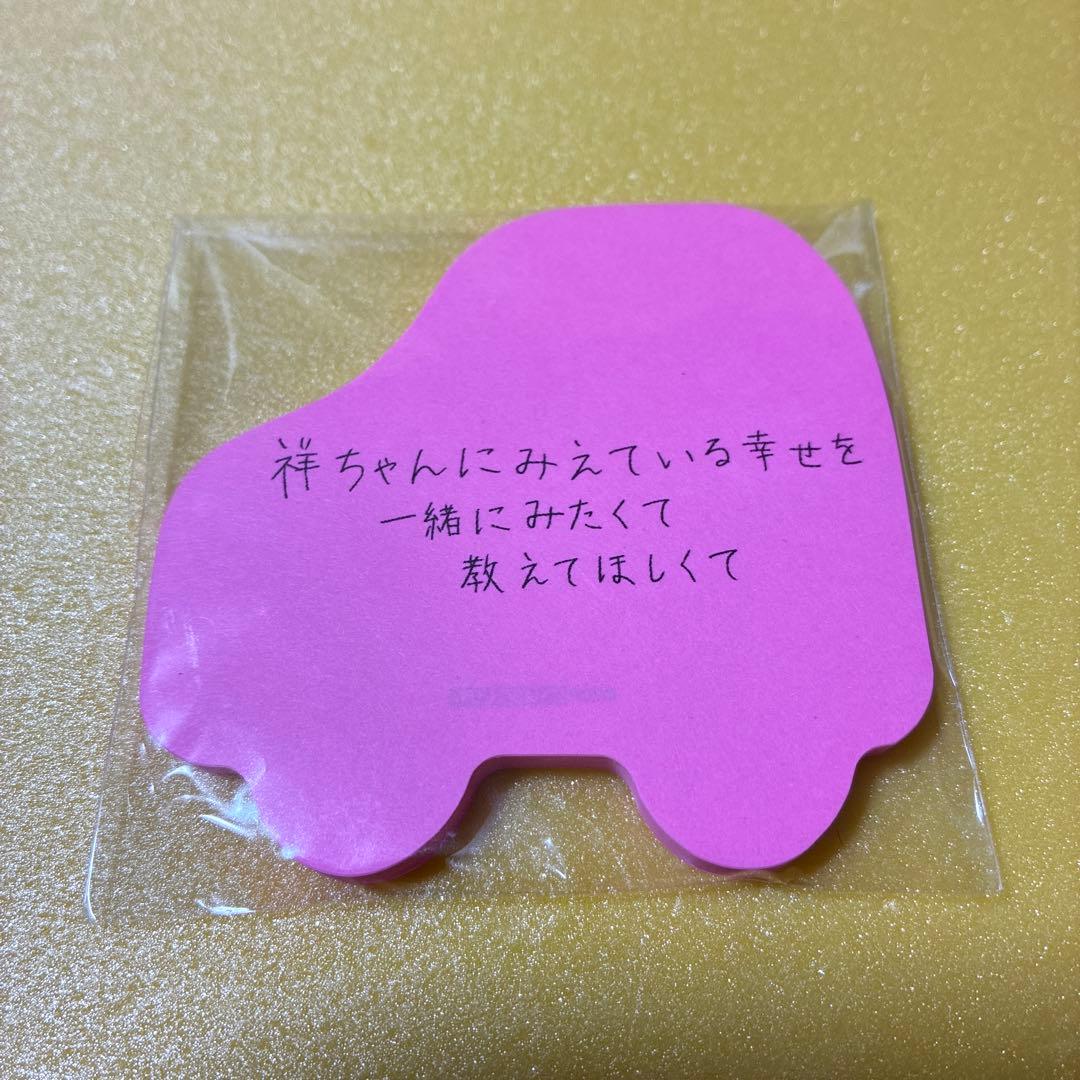 祥ちゃんにみえている幸せを
一緒にみたくて
教えてほしくて